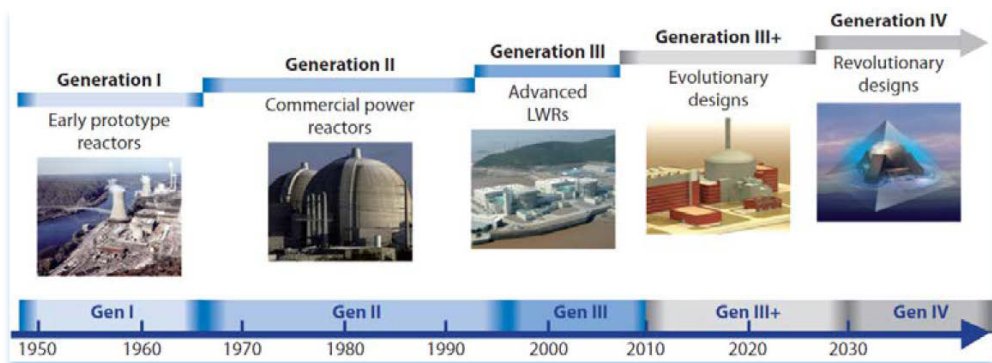 Generation I
Early prototype
reactors
Generation II
Commercial power
reactors
Generation III
Advanced
LWRs
Generation III+
Evolutionary
designs
Generation IV
Revolutionary
designs
Gen I
Gen II
Gen III
Gen III+
Gen IV
1950
1960
1970
1980
1990
2000
2010
2020
2030